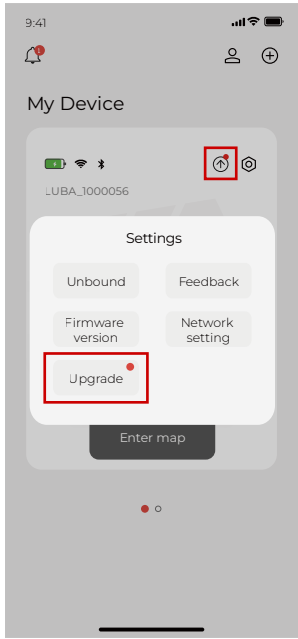 9:41
My Device
LUBA_1000056
Settings
Unbound
Feedback
Firmware
version
Network
setting
Upgrade
Enter map